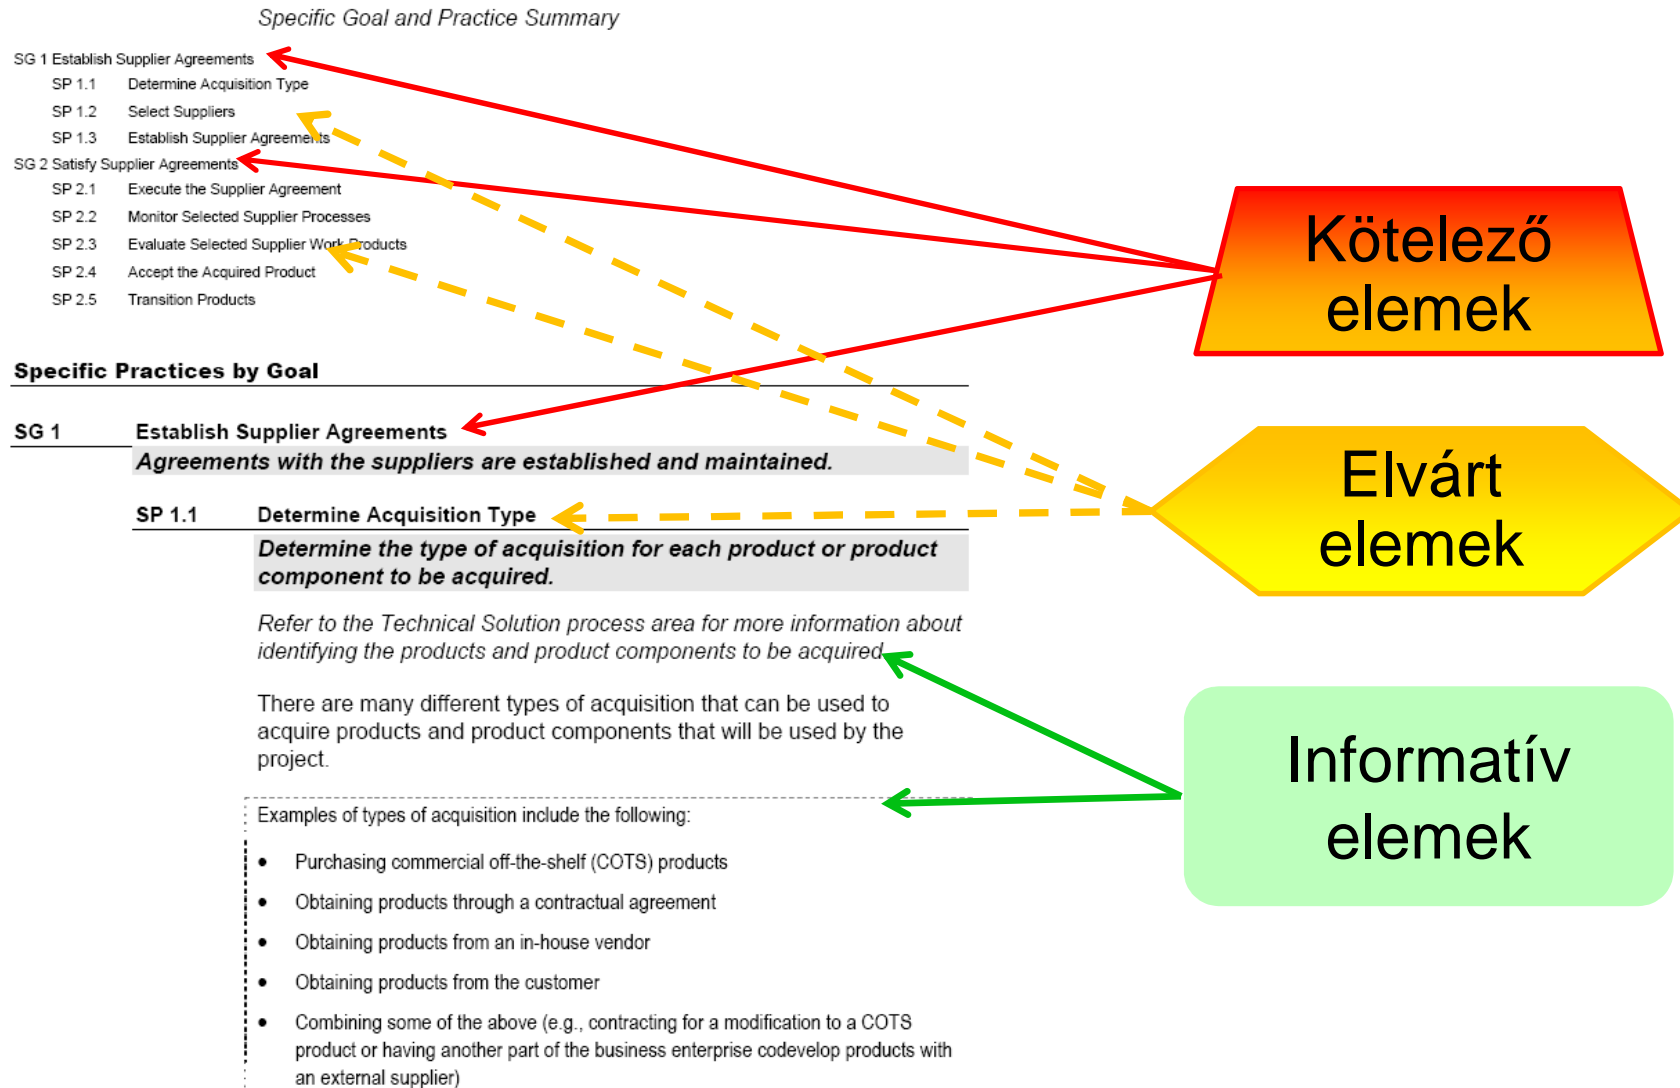 Specific Goal and Practice Summary
SG 1 Establish Supplier Agreements
SP 1.1 Determine Acquisition Type
SP 1.2 Select Suppliers
SP 1.3 Establish Supplier Agreements
SG 2 Satisfy Supplier Agreements
SP 2.1 Execute the Supplier Agreement
SP 2.2 Monitor Selected Supplier Processes
SP 2.3 Evaluate Selected Supplier Work Products
SP 2.4 Accept the Acquired Product
SP 2.5 Transition Products
Specific Practices by Goal
SG 1 Establish Supplier Agreements
Agreements with the suppliers are established and maintained.
SP 1.1 Determine Acquisition Type
Determine the type of acquisition for each product or product
component to be acquired.
Refer to the Technical Solution process area for more information about
identifying the products and product components to be acquired
There are many different types of acquisition that can be used to
acquire products and product components that will be used by the
project.
Examples of types of acquisition include the following:
• Purchasing commercial off-the-shelf (COTS) products
• Obtaining products through a contractual agreement
• Obtaining products from an in-house vendor
• Obtaining products from the customer
• Combining some of the above (e.g., contracting for a modification to a COTS
product or having another part of the business enterprise codevelop products with
an external supplier)
Kötelező
elemek
Elvárt
elemek
Informatív
elemek